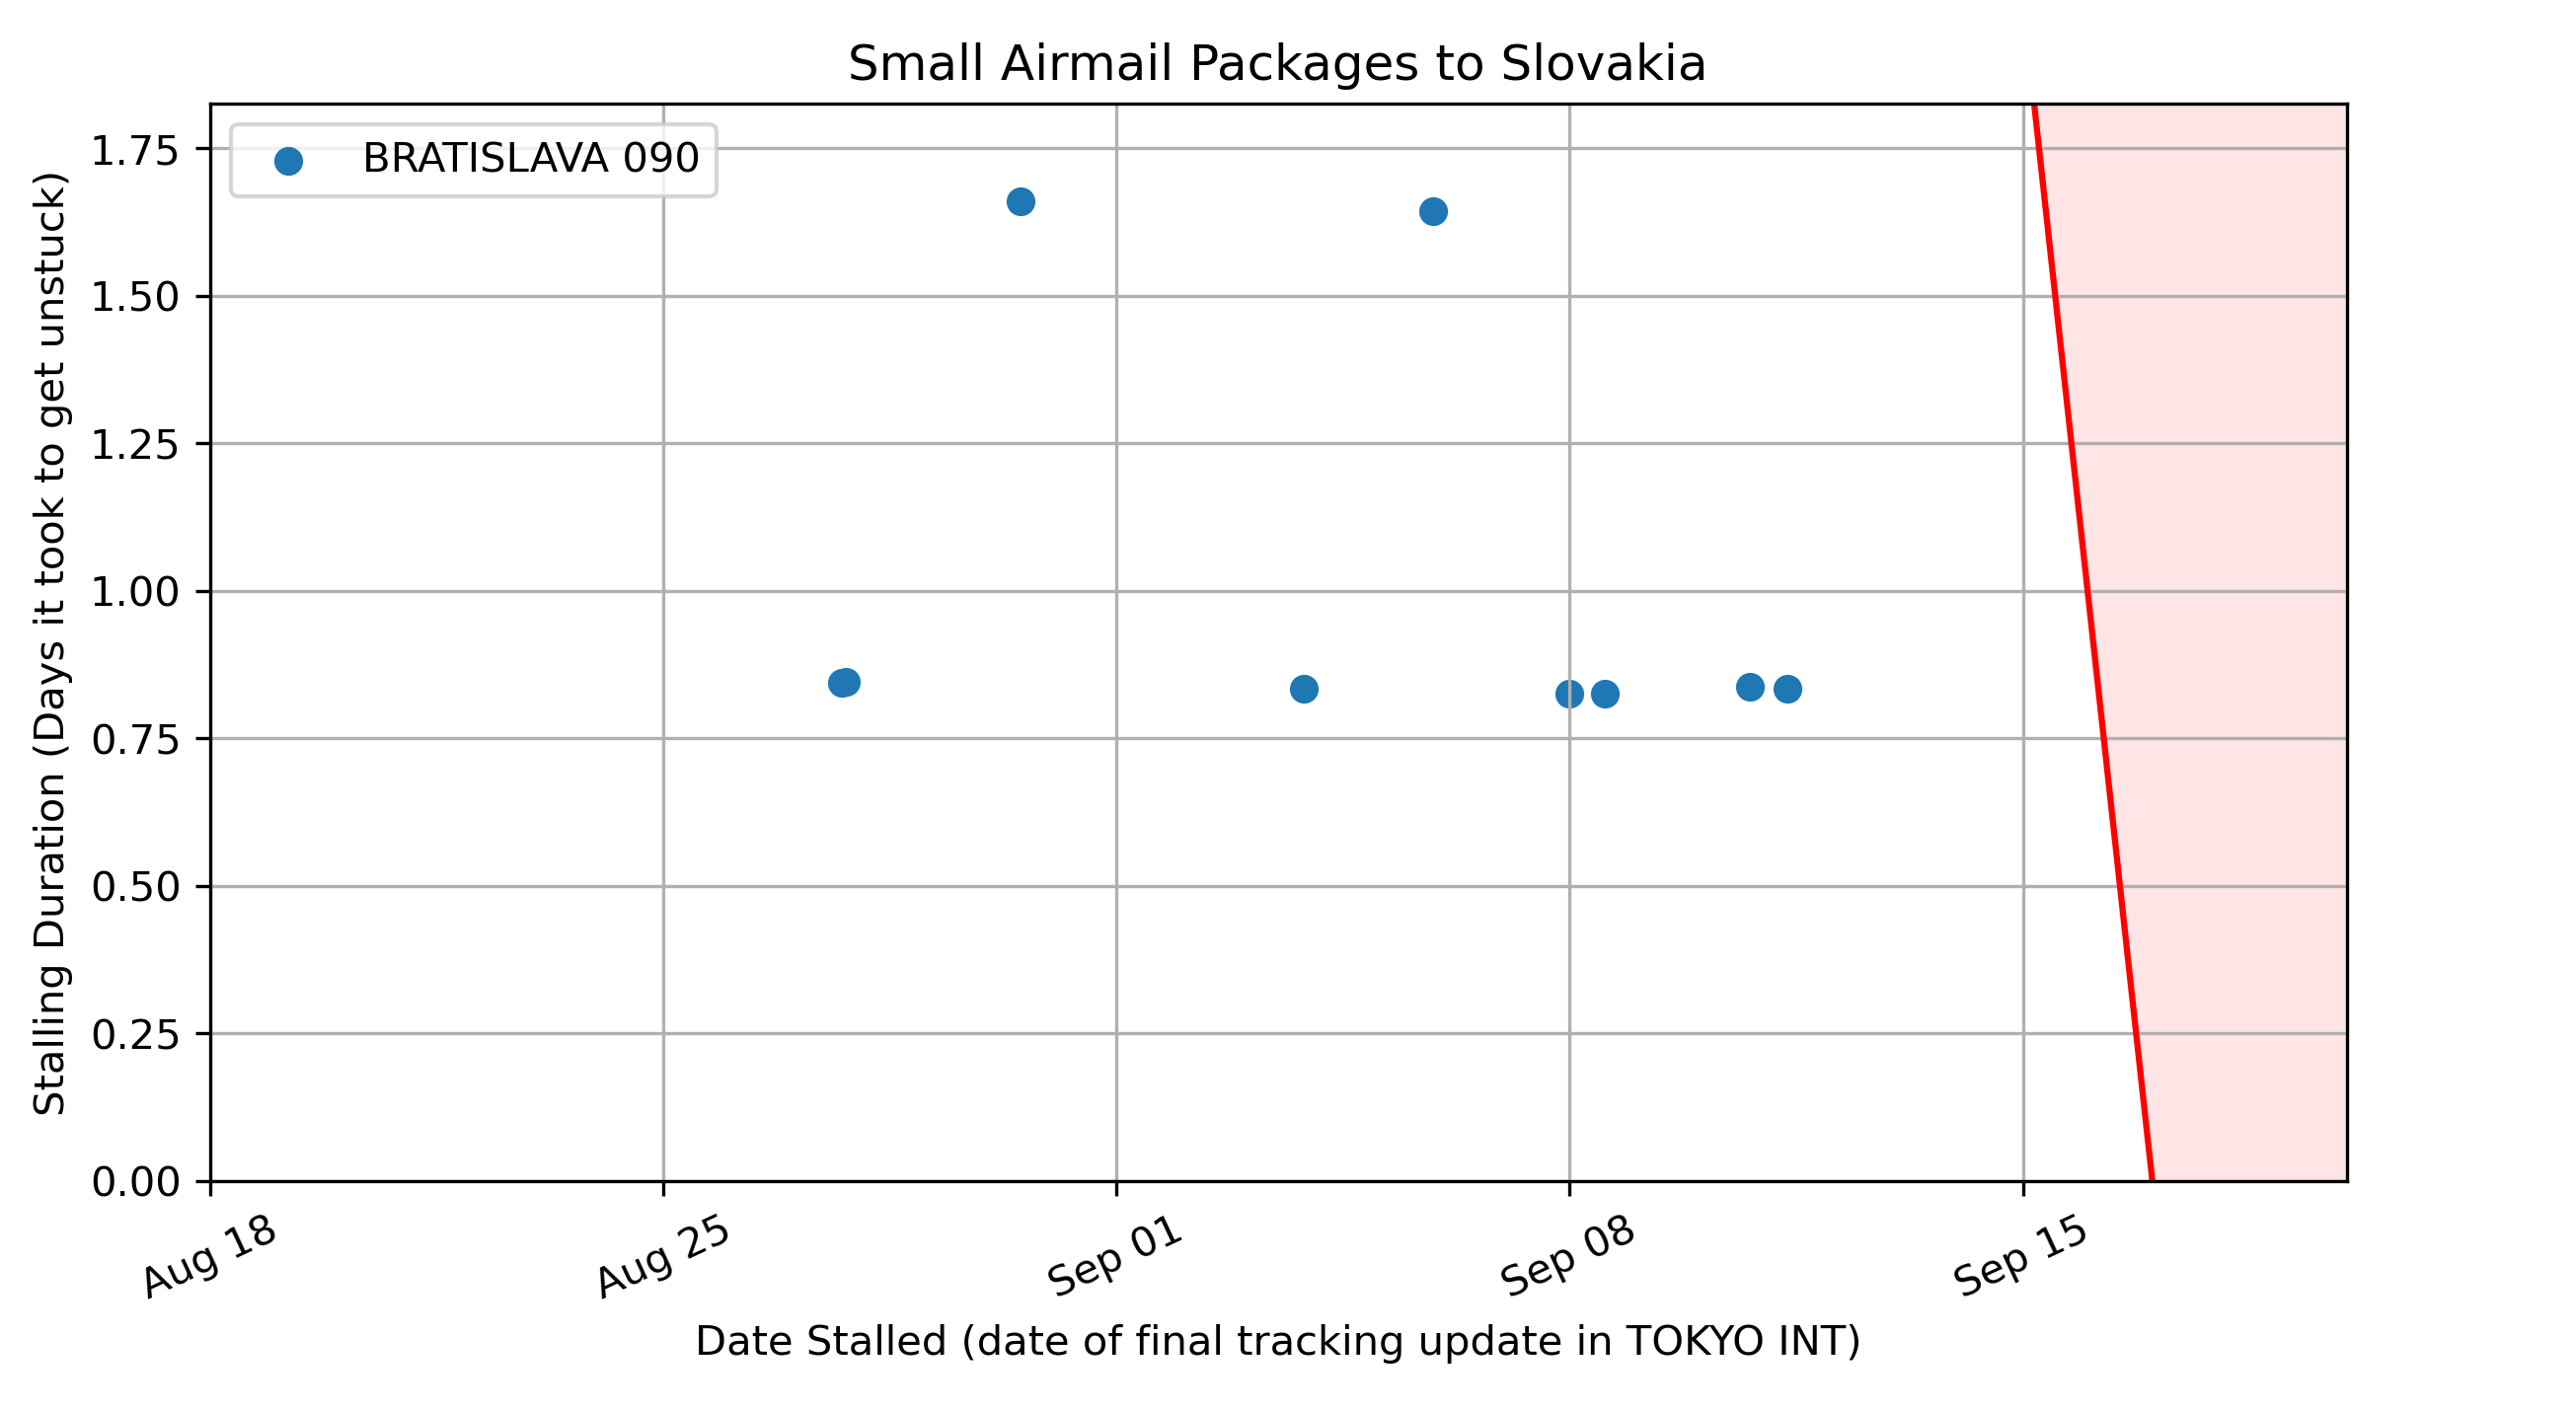 Small Airmail Packages to Slovakia
BRATISLAVA 090
Stalling Duration (Days it took to get unstuck)
1.75
1.50
1.25
1.00
0.75
0.50
0.25
0.00
Aug 18
Aug 25
Sep 01
Sep 08
Sep 15
Date Stalled (date of final tracking update in TOKYO INT)